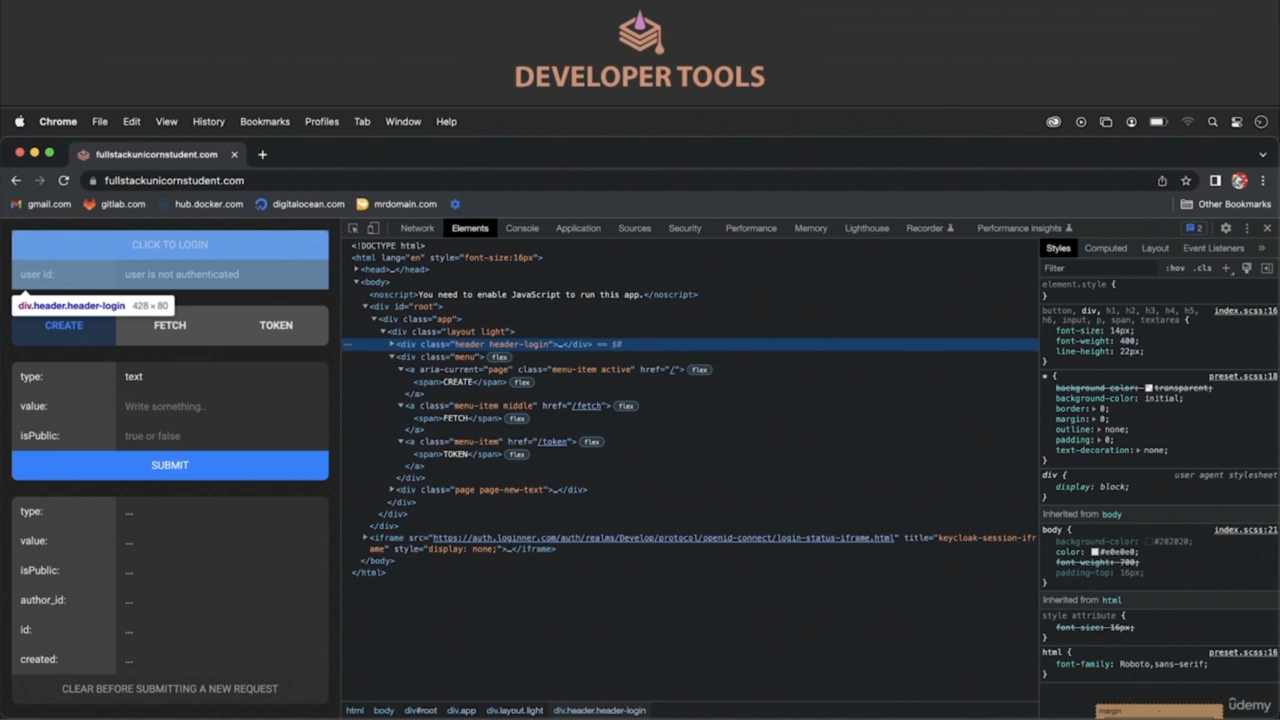 DEVELOPER TOOLS
Chrome File Edit View History Bookmarks Profiles Tab Window Help
fullstackunicornstudent.com
fullstackunicornstudent.com
gmail.com gitlab.com hub.docker.com digitalocean.com mrdomain.com Other Bookmarks
CLICK TO LOGIN
user id: user is not authenticated
div.header.header-login 428 × 80
CREATE FETCH TOKEN
type: text
value: Write something..
isPublic: true or false
SUBMIT
type: ...
value: ...
isPublic: ...
author_id: ...
id: ...
created: ...
CLEAR BEFORE SUBMITTING A NEW REQUEST
Network Elements Console Application Sources Security Performance Memory Lighthouse Recorder Performance insights 2
<!DOCTYPE html>
<html lang="en" style="font-size:16px">
<head>…</head>
<body>
<noscript>You need to enable JavaScript to run this app.</noscript>
<div id="root">
<div class="app">
<div class="layout light">
<div class="header header-login">…</div> == $0
<div class="menu"> flex
<a aria-current="page" class="menu-item active" href="/"> flex
<span>CREATE</span> flex
</a>
<a class="menu-item middle" href="/fetch"> flex
<span>FETCH</span> flex
</a>
<a class="menu-item" href="/token"> flex
<span>TOKEN</span> flex
</a>
</div>
<div class="page page-new-text">…</div>
</div>
</div>
</div>
<iframe src="https://auth.loginner.com/auth/realms/Develop/protocol/openid-connect/login-status-iframe.html" title="keycloak-session-ifr
ame" style="display: none;">…</iframe>
</body>
</html>
html body div#root div.app div.layout.light div.header.header-login
Styles Computed Layout Event Listeners
Filter :hov .cls
element.style {
}
button, div, h1, h2, h3, h4, h5, index.scss:16
h6, input, p, span, textarea {
font-size: 14px;
font-weight: 400;
line-height: 22px;
}
* { preset.scss:18
background-color: transparent;
background-color: initial;
border: 0;
margin: 0;
outline: none;
padding: 0;
text-decoration: none;
}
div { user agent stylesheet
display: block;
}
Inherited from body
body { index.scss:21
background-color: #202020;
color: #e0e0e0;
font-weight: 700;
padding-top: 16px;
}
Inherited from html
style attribute {
font-size: 16px;
}
html { preset.scss:16
font-family: Roboto,sans-serif;
}
margin -
udemy